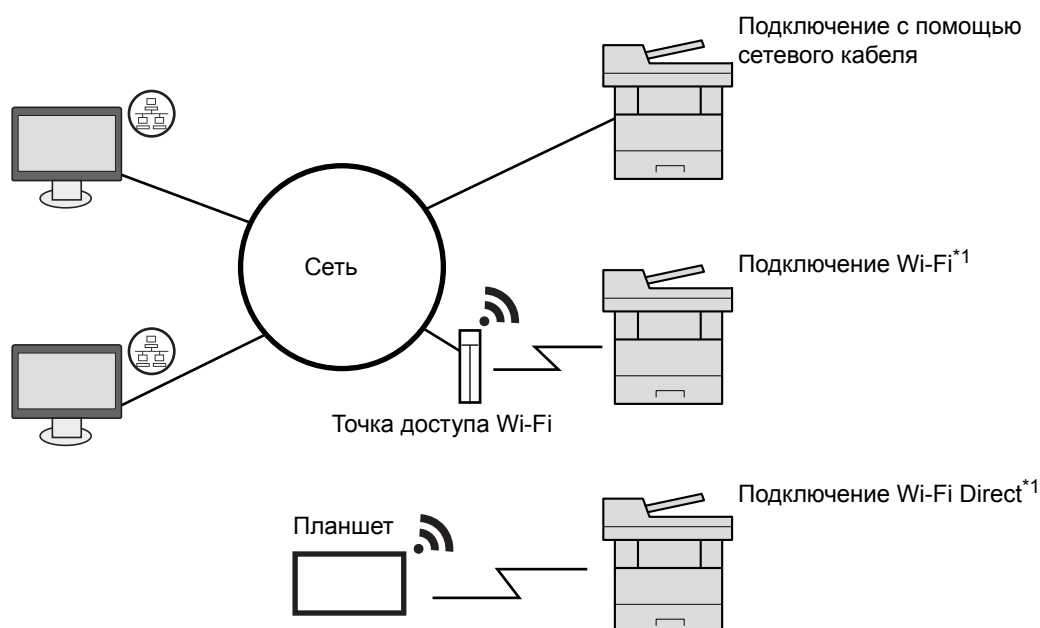 Подключение с помощью
сетевого кабеля
Сеть
Подключение Wi-Fi*1
Точка доступа Wi-Fi
Подключение Wi-Fi Direct*1
Планшет